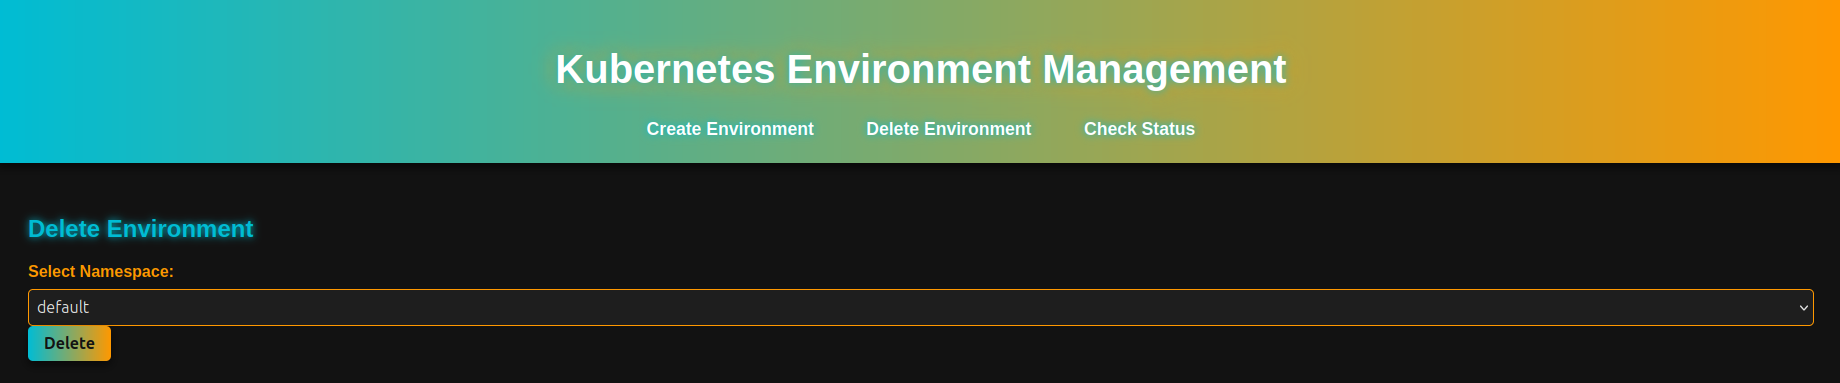 Kubernetes Environment Management
Create Environment Delete Environment Check Status
Delete Environment
Select Namespace:
default
Delete